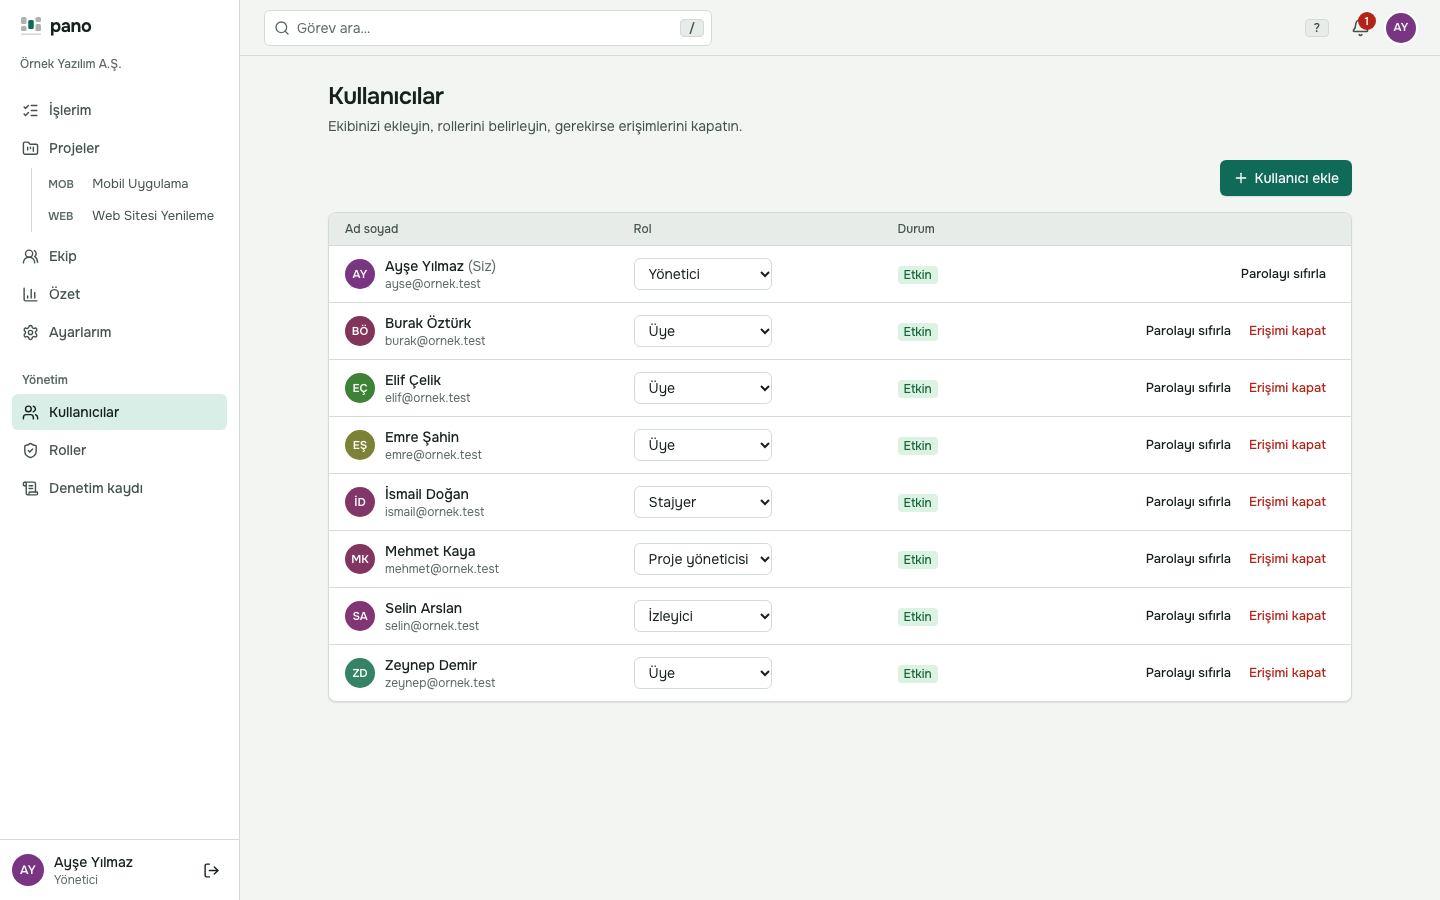 pano
Örnek Yazılım A.Ş.
İşlerim
Projeler
MOB Mobil Uygulama
WEB Web Sitesi Yenileme
Ekip
Özet
Ayarlarım
Yönetim
Kullanıcılar
Roller
Denetim kaydı
AY Ayşe Yılmaz
Yönetici
Görev ara... /
? 1 AY
Kullanıcılar
Ekibinizi ekleyin, rollerini belirleyin, gerekirse erişimlerini kapatın.
Kullanıcı ekle
Ad soyad Rol Durum
AY Ayşe Yılmaz (Siz) Yönetici Etkin Parolayı sıfırla
ayse@ornek.test
BÖ Burak Öztürk Üye Etkin Parolayı sıfırla Erişimi kapat
burak@ornek.test
EÇ Elif Çelik Üye Etkin Parolayı sıfırla Erişimi kapat
elif@ornek.test
EŞ Emre Şahin Üye Etkin Parolayı sıfırla Erişimi kapat
emre@ornek.test
İD İsmail Doğan Stajyer Etkin Parolayı sıfırla Erişimi kapat
ismail@ornek.test
MK Mehmet Kaya Proje yöneticisi Etkin Parolayı sıfırla Erişimi kapat
mehmet@ornek.test
SA Selin Arslan İzleyici Etkin Parolayı sıfırla Erişimi kapat
selin@ornek.test
ZD Zeynep Demir Üye Etkin Parolayı sıfırla Erişimi kapat
zeynep@ornek.test